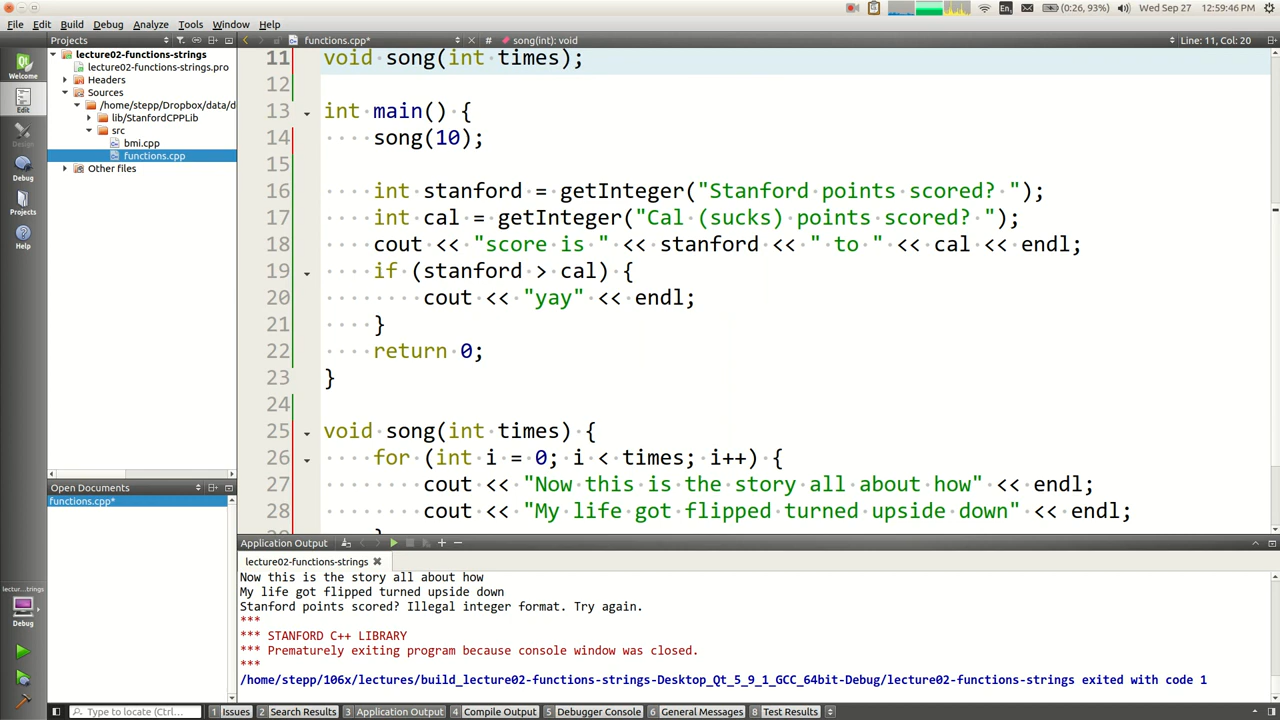 (0:26, 93%) Wed Sep 27 12:59:46 PM
En
File Edit Build Debug Analyze Tools Window Help
Projects functions.cpp* # song(int): void Line: 11, Col: 20
Welcome
Edit
Design
Debug
Projects
Help
lectur...trings
Debug
lecture02-functions-strings
lecture02-functions-strings.pro
Headers
Sources
/home/stepp/Dropbox/data/d
lib/StanfordCPPLib
src
bmi.cpp
functions.cpp
Other files
Open Documents
functions.cpp*
11 void song(int times);
12
13 int main() {
14 song(10);
15
16 int stanford = getInteger("Stanford points scored? ");
17 int cal = getInteger("Cal (sucks) points scored? ");
18 cout << "score is " << stanford << " to " << cal << endl;
19 if (stanford > cal) {
20 cout << "yay" << endl;
21 }
22 return 0;
23 }
24
25 void song(int times) {
26 for (int i = 0; i < times; i++) {
27 cout << "Now this is the story all about how" << endl;
28 cout << "My life got flipped turned upside down" << endl;
Application Output
lecture02-functions-strings
Now this is the story all about how
My life got flipped turned upside down
Stanford points scored? Illegal integer format. Try again.
***
*** STANFORD C++ LIBRARY
*** Prematurely exiting program because console window was closed.
***
/home/stepp/106x/lectures/build_lecture02-functions-strings-Desktop_Qt_5_9_1_GCC_64bit-Debug/lecture02-functions-strings exited with code 1
Type to locate (Ctrl... 1 Issues 2 Search Results 3 Application Output 4 Compile Output 5 Debugger Console 6 General Messages 8 Test Results